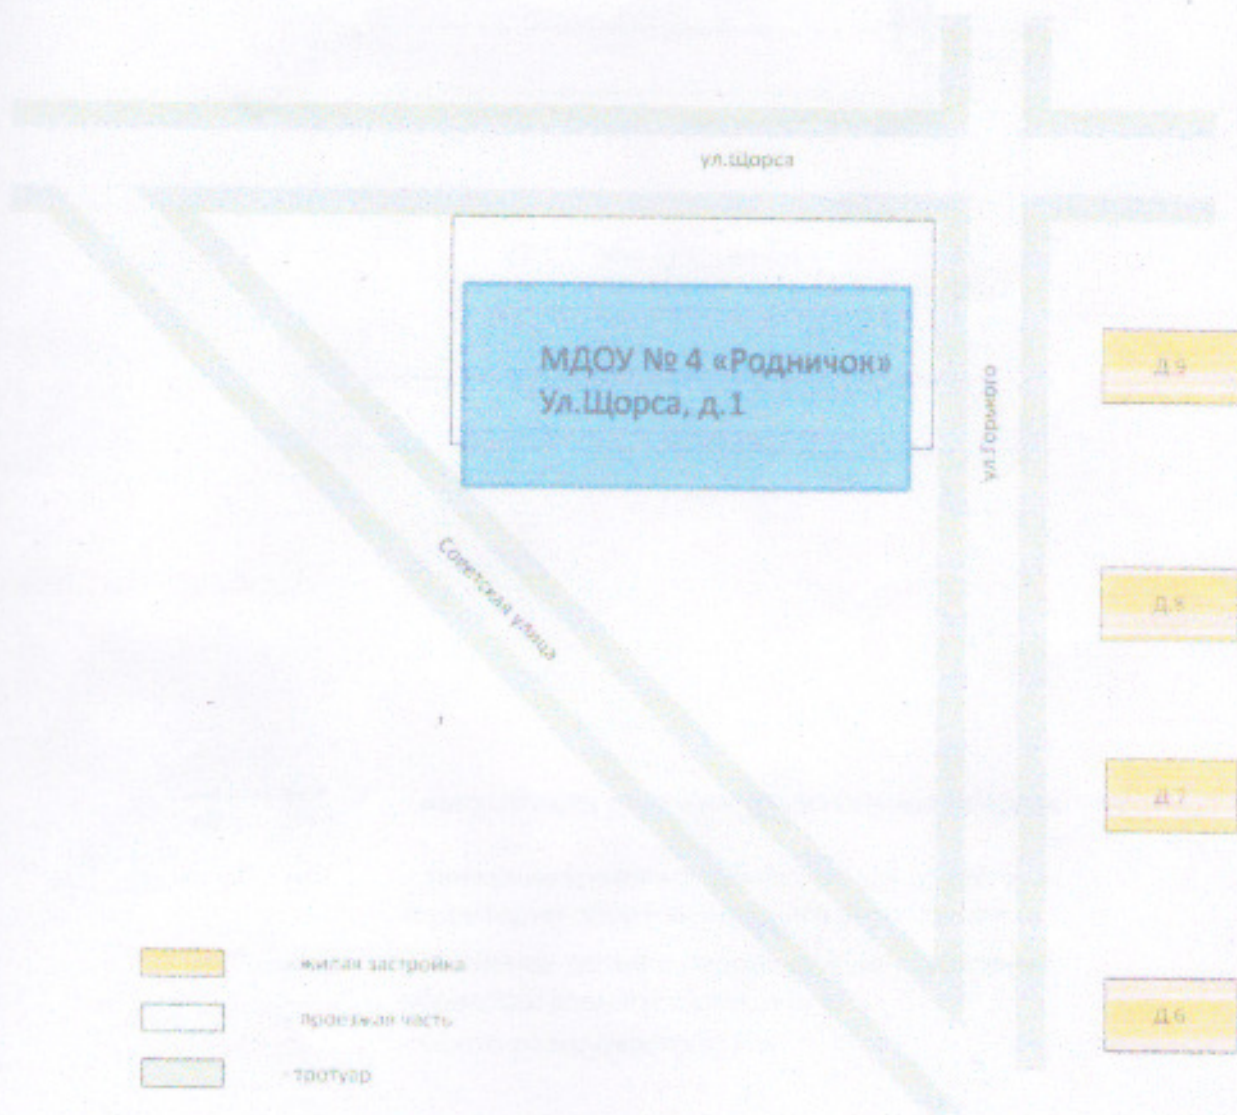 ул.Щорса
МДОУ № 4 «Родничок»
Ул.Щорса, д.1
ул.Горького
Д.9
Советская улица
Д.8
Д.7
Д.6
жилая застройка
проезжая часть
- тротуар